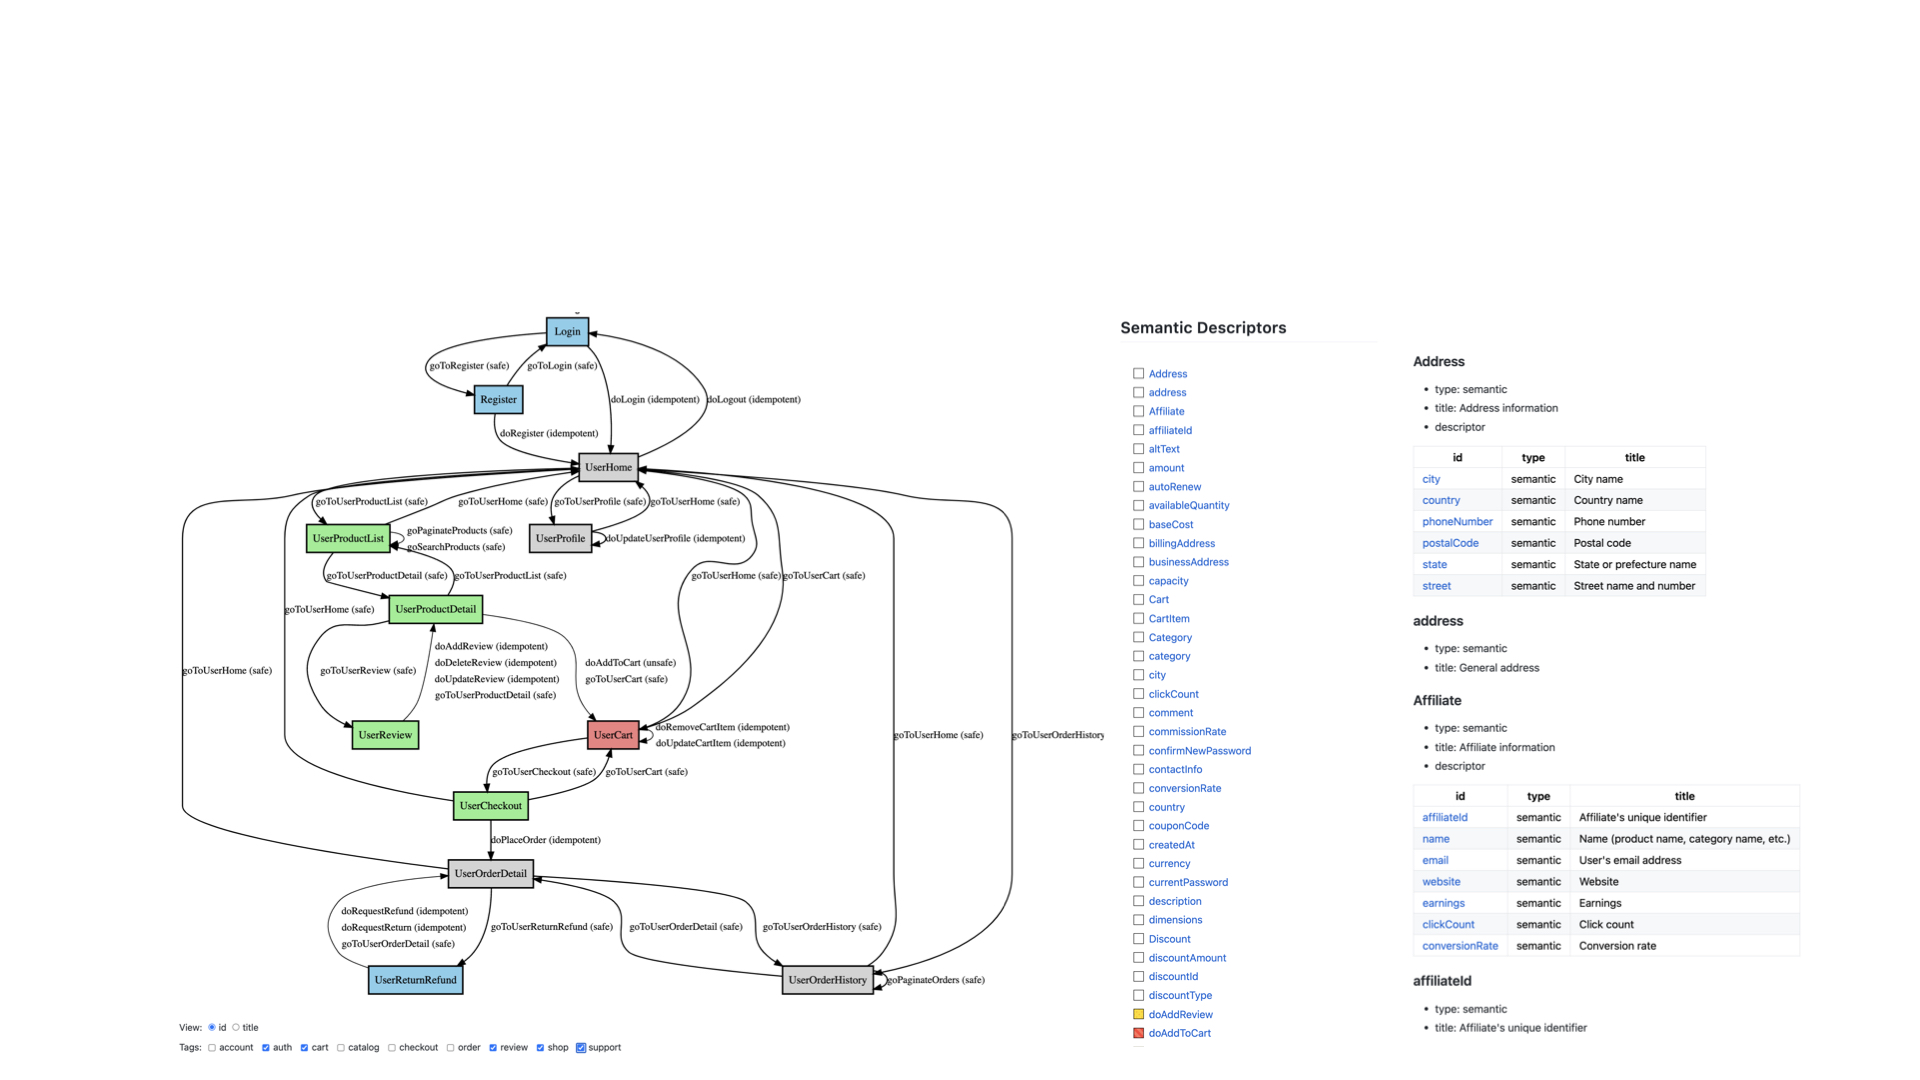 Login
goToRegister (safe)
goToLogin (safe)
Register
doLogin (idempotent)
doLogout (idempotent)
doRegister (idempotent)
UserHome
goToUserProductList (safe)
goToUserHome (safe)
goToUserProfile (safe)
goToUserHome (safe)
UserProductList
goPaginateProducts (safe)
goSearchProducts (safe)
UserProfile
doUpdateUserProfile (idempotent)
goToUserProductDetail (safe)
goToUserProductList (safe)
goToUserHome (safe)
goToUserCart (safe)
goToUserHome (safe)
UserProductDetail
doAddReview (idempotent)
doDeleteReview (idempotent)
doUpdateReview (idempotent)
goToUserProductDetail (safe)
goToUserReview (safe)
doAddToCart (unsafe)
goToUserCart (safe)
goToUserHome (safe)
UserReview
UserCart
doRemoveCartItem (idempotent)
doUpdateCartItem (idempotent)
goToUserHome (safe)
goToUserOrderHistory
goToUserCheckout (safe)
goToUserCart (safe)
UserCheckout
doPlaceOrder (idempotent)
UserOrderDetail
doRequestRefund (idempotent)
doRequestReturn (idempotent)
goToUserOrderDetail (safe)
goToUserReturnRefund (safe)
goToUserOrderDetail (safe)
goToUserOrderHistory (safe)
UserReturnRefund
UserOrderHistory
goPaginateOrders (safe)
View: id title
Tags: account auth cart catalog checkout order review shop support
Semantic Descriptors
Address
address
Affiliate
affiliateId
altText
amount
autoRenew
availableQuantity
baseCost
billingAddress
businessAddress
capacity
Cart
CartItem
Category
category
city
clickCount
comment
commissionRate
confirmNewPassword
contactInfo
conversionRate
country
couponCode
createdAt
currency
currentPassword
description
dimensions
Discount
discountAmount
discountId
discountType
doAddReview
doAddToCart
Address
• type: semantic
• title: Address information
• descriptor
id type title
city semantic City name
country semantic Country name
phoneNumber semantic Phone number
postalCode semantic Postal code
state semantic State or prefecture name
street semantic Street name and number
address
• type: semantic
• title: General address
Affiliate
• type: semantic
• title: Affiliate information
• descriptor
id type title
affiliateId semantic Affiliate's unique identifier
name semantic Name (product name, category name, etc.)
email semantic User's email address
website semantic Website
earnings semantic Earnings
clickCount semantic Click count
conversionRate semantic Conversion rate
affiliateId
• type: semantic
• title: Affiliate's unique identifier